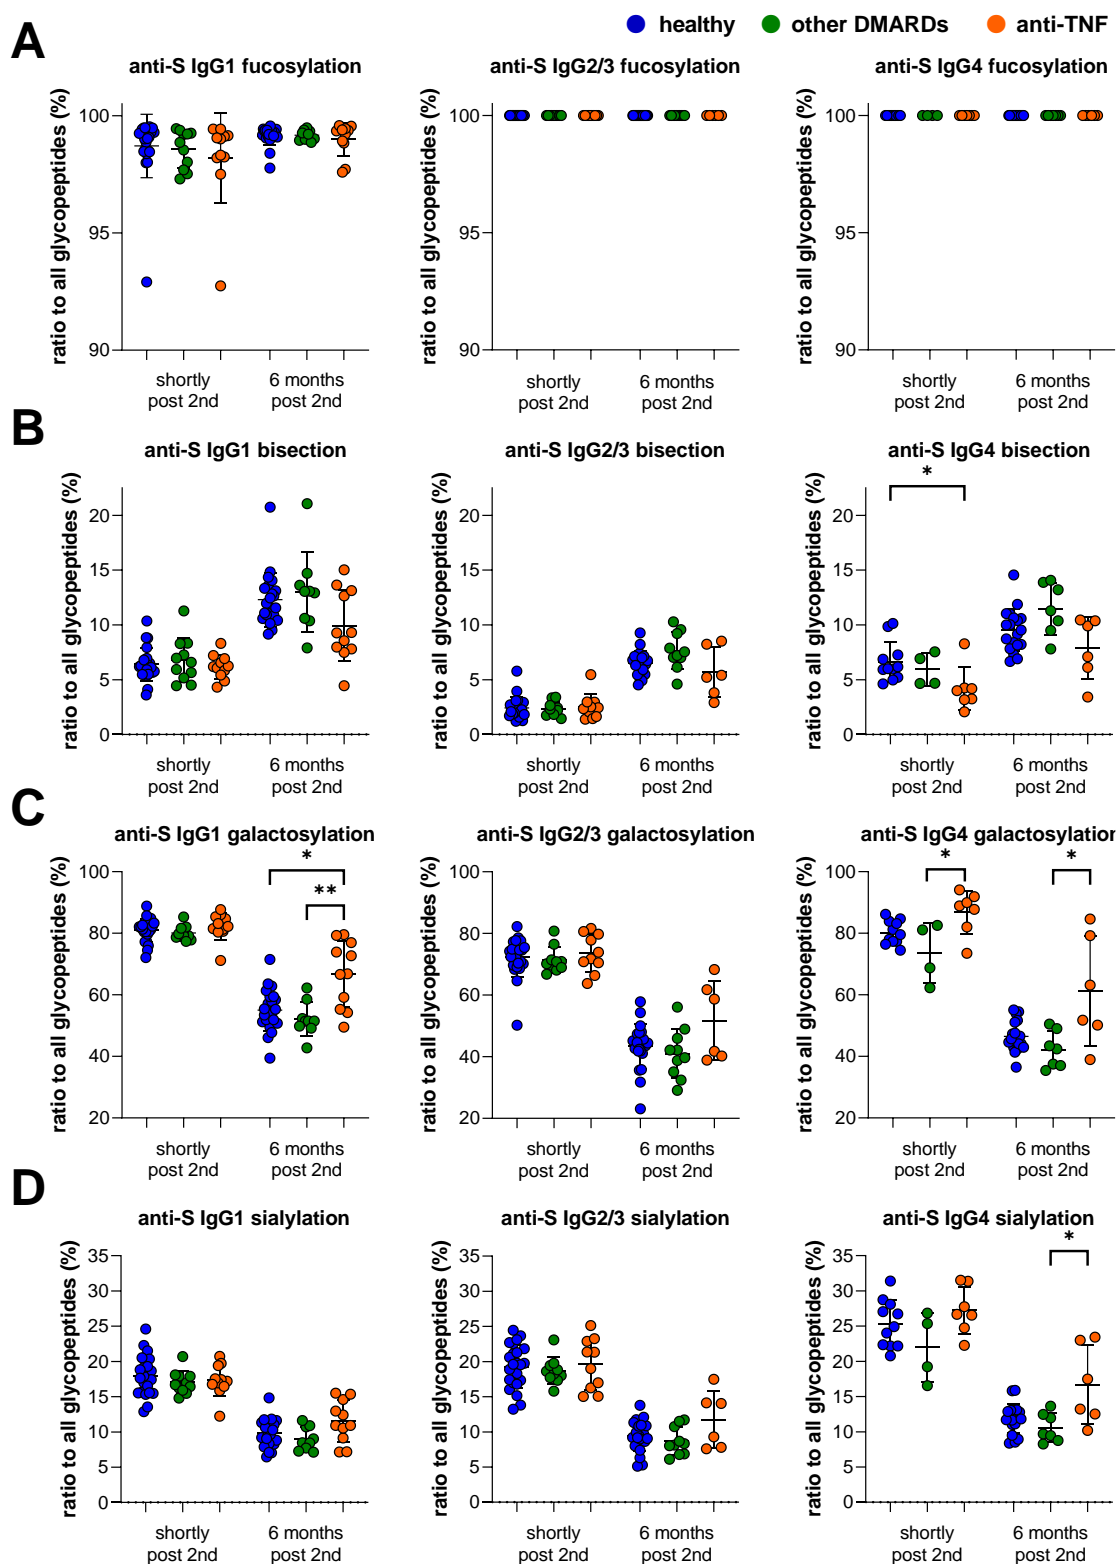 healthy other DMARDs anti-TNF
A
anti-S IgG1 fucosylation
anti-S IgG2/3 fucosylation
anti-S IgG4 fucosylation
ratio to all glycopeptides (%)
100
95
90
shortly post 2nd
6 months post 2nd
ratio to all glycopeptides (%)
100
95
90
shortly post 2nd
6 months post 2nd
ratio to all glycopeptides (%)
100
95
90
shortly post 2nd
6 months post 2nd
B
anti-S IgG1 bisection
anti-S IgG2/3 bisection
anti-S IgG4 bisection
ratio to all glycopeptides (%)
20
15
10
5
0
shortly post 2nd
6 months post 2nd
ratio to all glycopeptides (%)
20
15
10
5
0
shortly post 2nd
6 months post 2nd
ratio to all glycopeptides (%)
*
20
15
10
5
0
shortly post 2nd
6 months post 2nd
C
anti-S IgG1 galactosylation
anti-S IgG2/3 galactosylation
anti-S IgG4 galactosylation
ratio to all glycopeptides (%)
*
**
100
80
60
40
20
shortly post 2nd
6 months post 2nd
ratio to all glycopeptides (%)
100
80
60
40
20
shortly post 2nd
6 months post 2nd
ratio to all glycopeptides (%)
*
*
100
80
60
40
20
shortly post 2nd
6 months post 2nd
D
anti-S IgG1 sialylation
anti-S IgG2/3 sialylation
anti-S IgG4 sialylation
ratio to all glycopeptides (%)
35
30
25
20
15
10
5
0
shortly post 2nd
6 months post 2nd
ratio to all glycopeptides (%)
35
30
25
20
15
10
5
0
shortly post 2nd
6 months post 2nd
ratio to all glycopeptides (%)
*
35
30
25
20
15
10
5
0
shortly post 2nd
6 months post 2nd